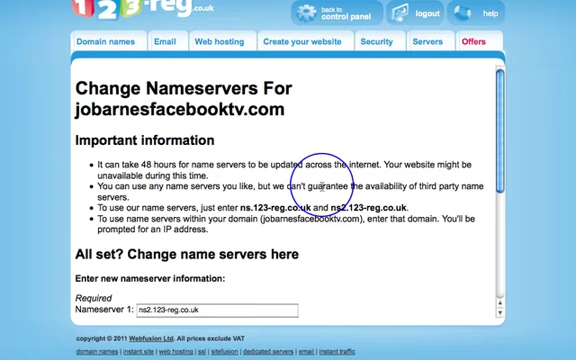 123-reg.co.uk
back to
control panel
logout
help
Domain names
Email
Web hosting
Create your website
Security
Servers
Offers
Change Nameservers For
jobarnesfacebooktv.com
Important information
It can take 48 hours for name servers to be updated across the internet. Your website might be
unavailable during this time.
You can use any name servers you like, but we can't guarantee the availability of third party name
servers.
To use our name servers, just enter ns.123-reg.co.uk and ns2.123-reg.co.uk.
To use name servers within your domain (jobarnesfacebooktv.com), enter that domain. You'll be
prompted for an IP address.
All set? Change name servers here
Enter new nameserver information:
Required
Nameserver 1: ns2.123-reg.co.uk
copyright © 2011 Webfusion Ltd. All prices exclude VAT
domain names | instant site | web hosting | ssl | sitefusion | dedicated servers | email | instant traffic